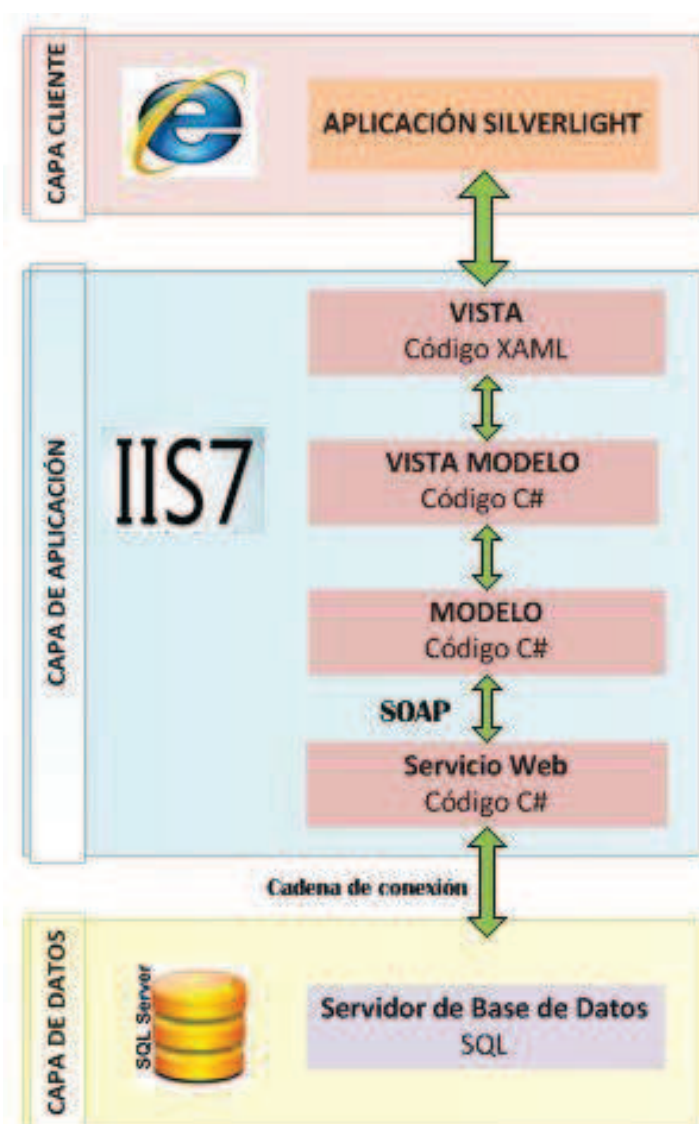 CAPA CLIENTE
APLICACIÓN SILVERLIGHT
CAPA DE APLICACIÓN
IIS7
VISTA
Código XAML
VISTA MODELO
Código C#
MODELO
Código C#
SOAP
Servicio Web
Código C#
Cadena de conexión
CAPA DE DATOS
SQL Server
Servidor de Base de Datos
SQL